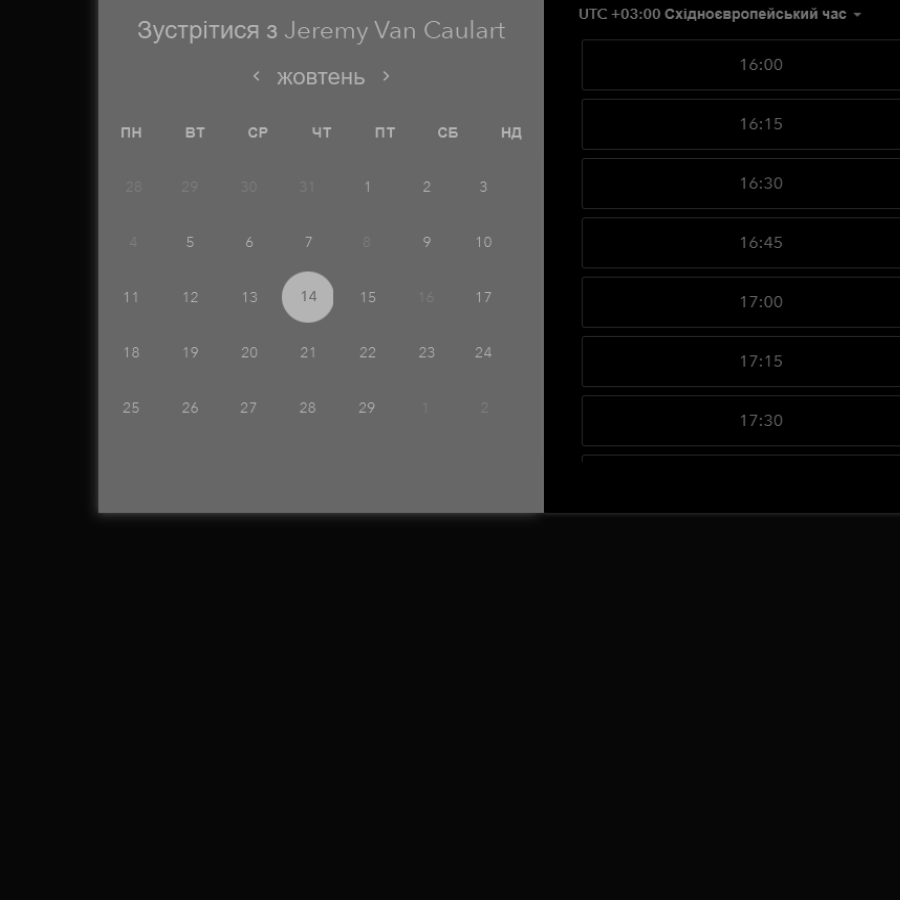 Зустрітися з Jeremy Van Caulart
жовтень
ПН ВТ СР ЧТ ПТ СБ НД
28 29 30 31 1 2 3
4 5 6 7 8 9 10
11 12 13 14 15 16 17
18 19 20 21 22 23 24
25 26 27 28 29 1 2
UTC +03:00 Східноєвропейський час
16:00
16:15
16:30
16:45
17:00
17:15
17:30